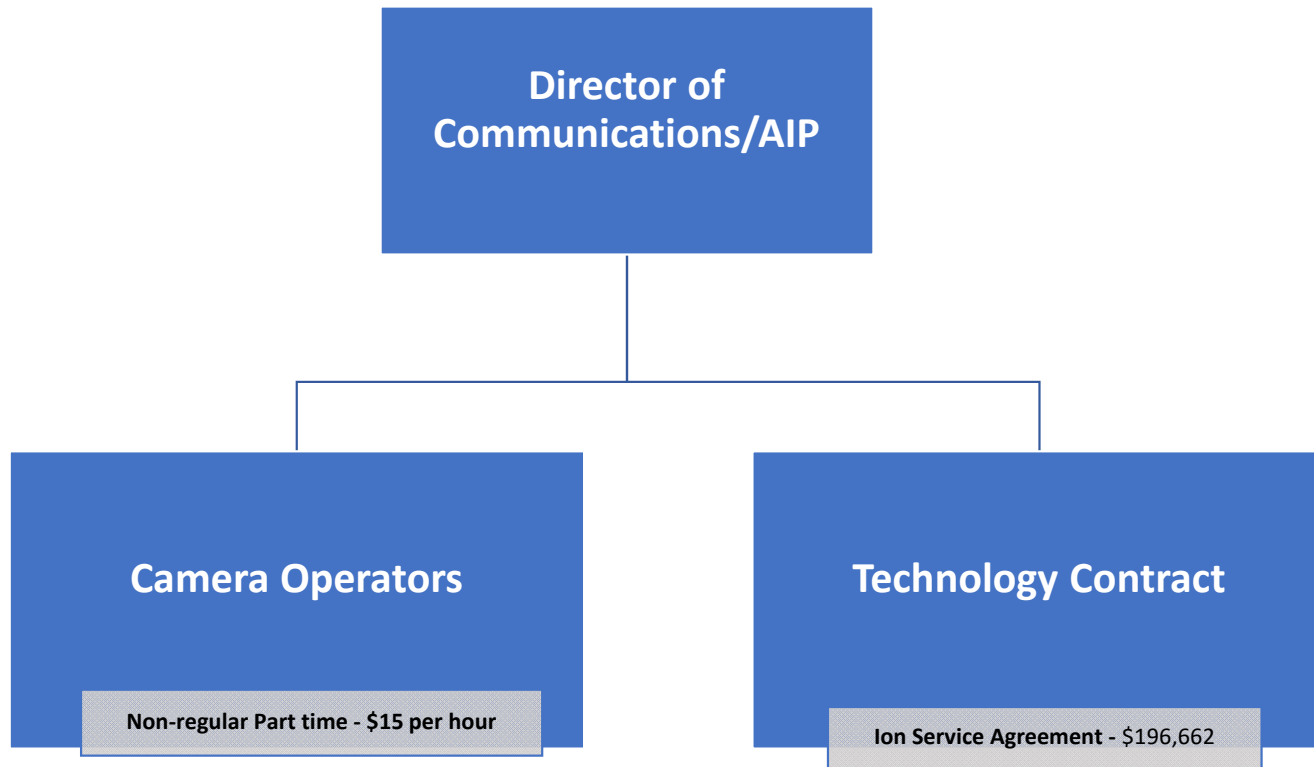 Director of
Communications/AIP
Camera Operators
Non-regular Part time - $15 per hour
Technology Contract
Ion Service Agreement - $196,662